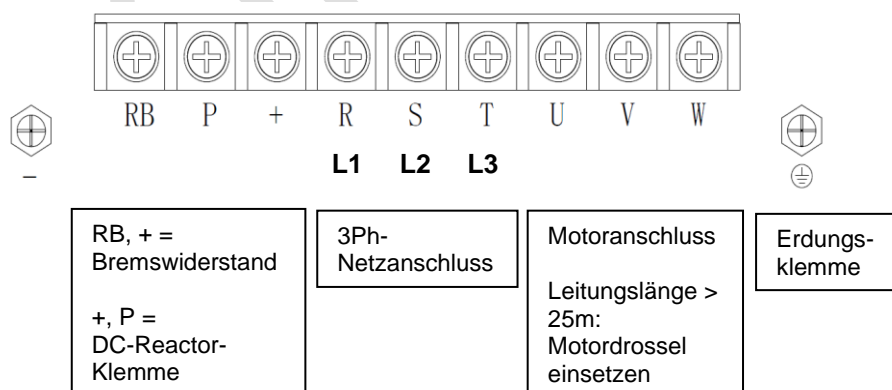 RB P + R S T U V W
−
L1 L2 L3
RB, + =
Bremswiderstand
+, P =
DC-Reactor-
Klemme
3Ph-
Netzanschluss
Motoranschluss
Leitungslänge >
25m:
Motordrossel
einsetzen
Erdungs-
klemme